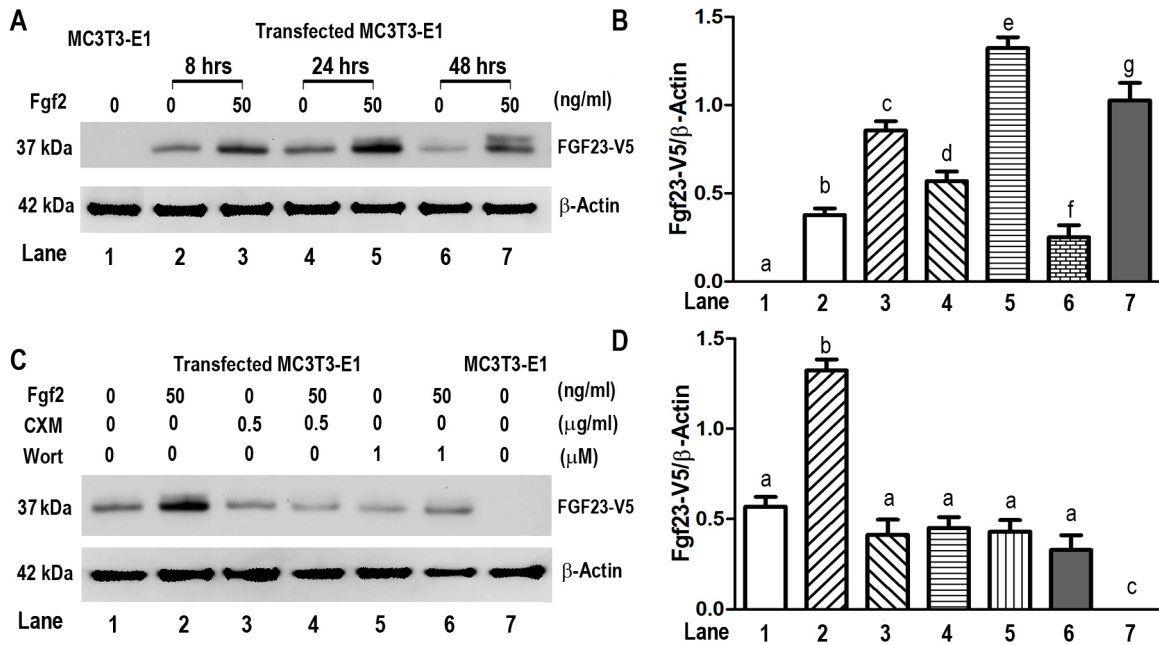 A
MC3T3-E1
Transfected MC3T3-E1
8 hrs 24 hrs 48 hrs
Fgf2 0 0 50 0 50 0 50 (ng/ml)
37 kDa FGF23-V5
42 kDa β-Actin
Lane 1 2 3 4 5 6 7
B
Fgf23-V5/β-Actin
1.5
1.0
0.5
0.0
a b c d e f g
Lane 1 2 3 4 5 6 7
C
Transfected MC3T3-E1 MC3T3-E1
Fgf2 0 50 0 50 0 50 0 (ng/ml)
CXM 0 0 0.5 0.5 0 0 0 (μg/ml)
Wort 0 0 0 0 1 1 0 (μM)
37 kDa FGF23-V5
42 kDa β-Actin
Lane 1 2 3 4 5 6 7
D
Fgf23-V5/β-Actin
1.5
1.0
0.5
0.0
a b a a a a c
Lane 1 2 3 4 5 6 7